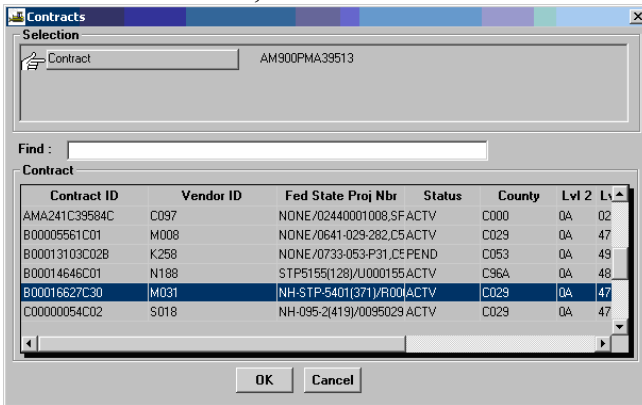 Contracts
Selection
Contract AM900PMA39513
Find :
Contract
Contract ID Vendor ID Fed State Proj Nbr Status County Lvl 2 Lv
AMA241C39584C C097 NONE/02440001008,SF ACTV C000 0A 02
B00005561C01 M008 NONE/0641-029-282,C5 ACTV C029 0A 47
B00013103C02B K258 NONE/0733-053-P31,C5 PEND C053 0A 49
B00014646C01 N188 STP5155(128)/U000155 ACTV C96A 0A 48
B00016627C30 M031 NH-STP-5401(371)/R00 ACTV C029 0A 47
C00000054C02 S018 NH-095-2(419)/0095029 ACTV C029 0A 47
OK Cancel